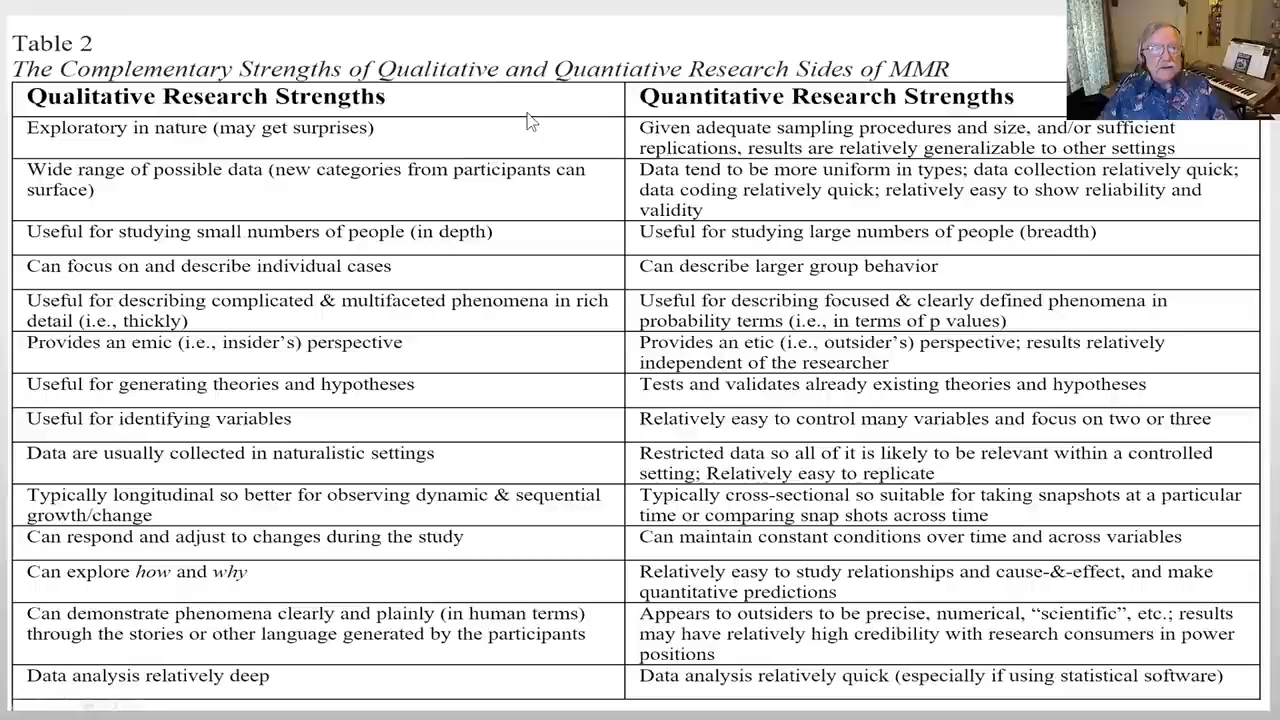 Table 2
The Complementary Strengths of Qualitative and Quantiative Research Sides of MMR
Qualitative Research Strengths
Quantitative Research Strengths
Exploratory in nature (may get surprises)
Given adequate sampling procedures and size, and/or sufficient
replications, results are relatively generalizable to other settings
Wide range of possible data (new categories from participants can
surface)
Data tend to be more uniform in types; data collection relatively quick;
data coding relatively quick; relatively easy to show reliability and
validity
Useful for studying small numbers of people (in depth)
Useful for studying large numbers of people (breadth)
Can focus on and describe individual cases
Can describe larger group behavior
Useful for describing complicated & multifaceted phenomena in rich
detail (i.e., thickly)
Useful for describing focused & clearly defined phenomena in
probability terms (i.e., in terms of p values)
Provides an emic (i.e., insider's) perspective
Provides an etic (i.e., outsider's) perspective; results relatively
independent of the researcher
Useful for generating theories and hypotheses
Tests and validates already existing theories and hypotheses
Useful for identifying variables
Relatively easy to control many variables and focus on two or three
Data are usually collected in naturalistic settings
Restricted data so all of it is likely to be relevant within a controlled
setting; Relatively easy to replicate
Typically longitudinal so better for observing dynamic & sequential
growth/change
Typically cross-sectional so suitable for taking snapshots at a particular
time or comparing snap shots across time
Can respond and adjust to changes during the study
Can maintain constant conditions over time and across variables
Can explore how and why
Relatively easy to study relationships and cause-&-effect, and make
quantitative predictions
Can demonstrate phenomena clearly and plainly (in human terms)
through the stories or other language generated by the participants
Appears to outsiders to be precise, numerical, “scientific”, etc.; results
may have relatively high credibility with research consumers in power
positions
Data analysis relatively deep
Data analysis relatively quick (especially if using statistical software)